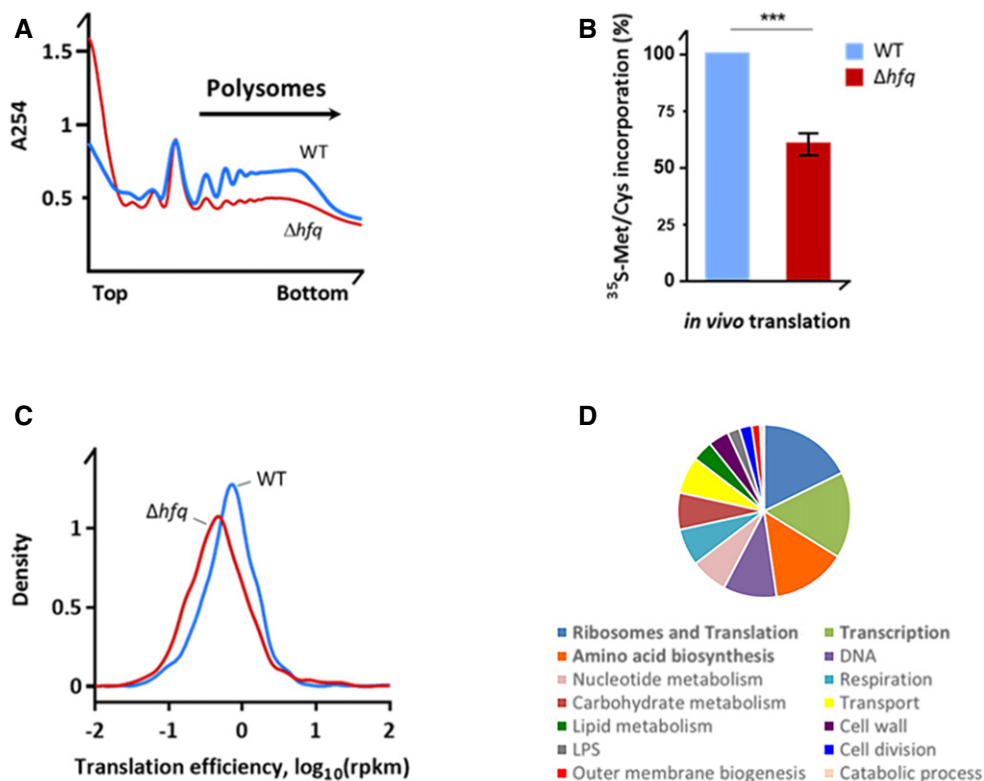 A
A254
1.5
1
0.5
Polysomes
WT
Δhfq
Top
Bottom
B
³⁵S-Met/Cys incorporation (%)
100
75
50
25
0
***
WT
Δhfq
in vivo translation
C
Density
1
0.5
0
Δhfq
WT
-2
-1
0
1
2
Translation efficiency, log₁₀(rpkm)
D
Ribosomes and Translation
Transcription
Amino acid biosynthesis
DNA
Nucleotide metabolism
Respiration
Carbohydrate metabolism
Transport
Lipid metabolism
Cell wall
LPS
Cell division
Outer membrane biogenesis
Catabolic process